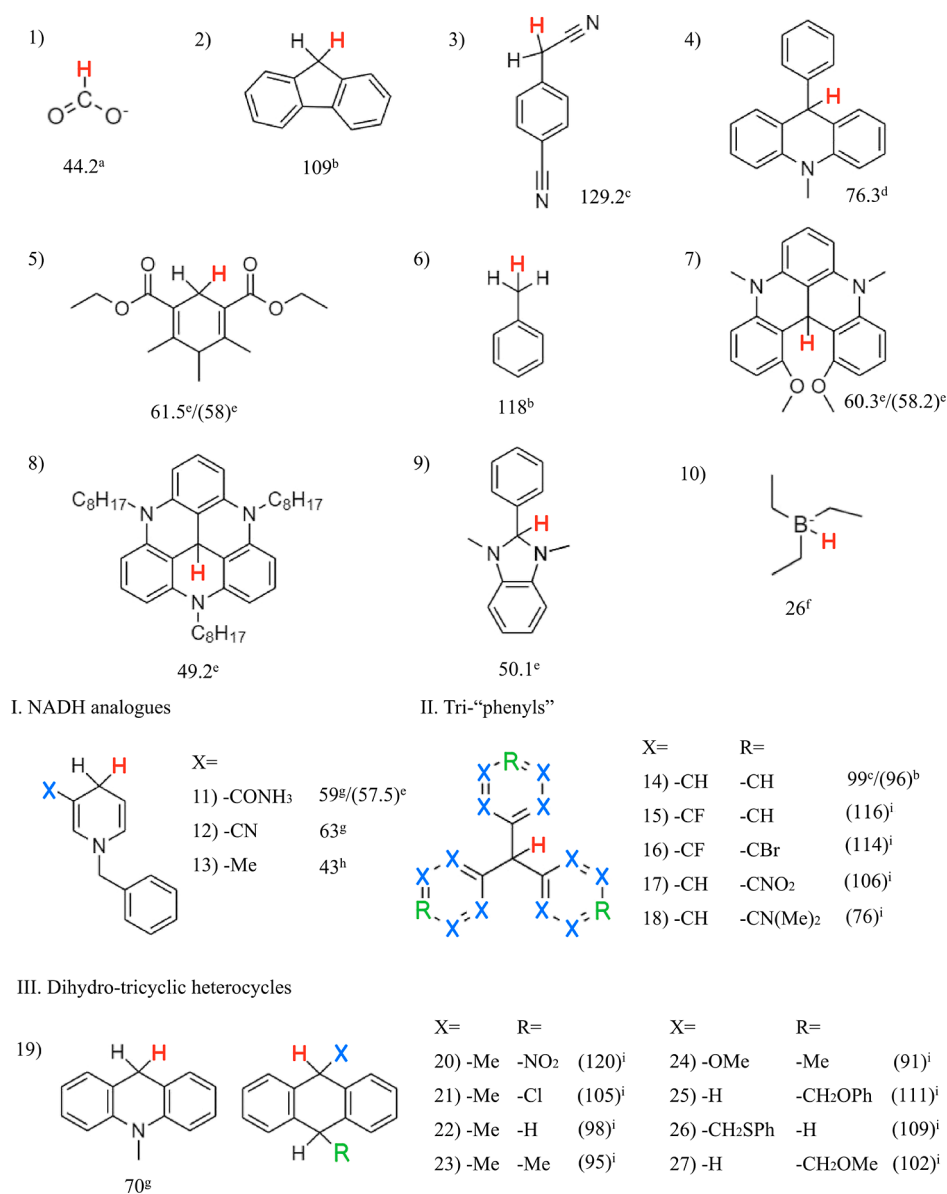 1)
H
C
O
O-
44.2a
2)
H H
109b
3)
N
H
H
N
129.2c
4)
H
N
76.3d
5)
O
H H
O
O
O
61.5e/(58)e
6)
H
H H
118b
7)
N N
H
O O
60.3e/(58.2)e
8)
C8H17
C8H17
N N
H
N
C8H17
49.2e
9)
H
N N
50.1e
10)
B-
H
26f
I. NADH analogues
H H
X
N
X=
11) -CONH3 59g/(57.5)e
12) -CN 63g
13) -Me 43h
II. Tri-“phenyls”
R
X X
X X
H
X X X X
R X X R
X X
X= R=
14) -CH -CH 99e/(96)b
15) -CF -CH (116)i
16) -CF -CBr (114)i
17) -CH -CNO2 (106)i
18) -CH -CN(Me)2 (76)i
III. Dihydro-tricyclic heterocycles
19)
H H
N
70g
H X
H R
X= R=
20) -Me -NO2 (120)i
21) -Me -Cl (105)i
22) -Me -H (98)i
23) -Me -Me (95)i
X= R=
24) -OMe -Me (91)i
25) -H -CH2OPh (111)i
26) -CH2SPh -H (109)i
27) -H -CH2OMe (102)i